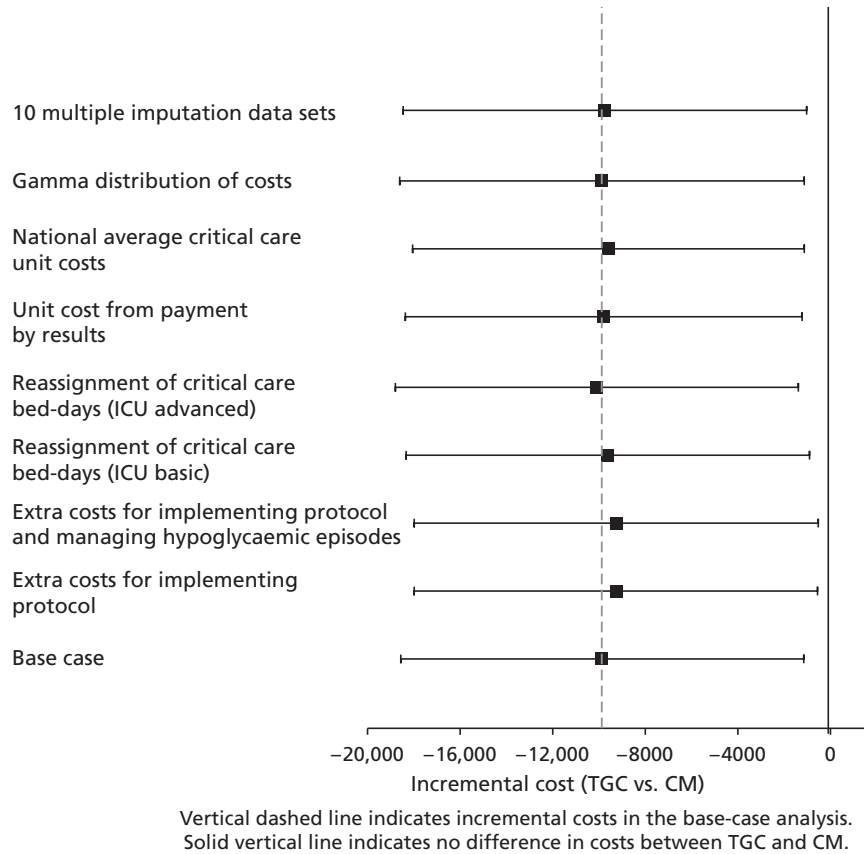 10 multiple imputation data sets
Gamma distribution of costs
National average critical care
unit costs
Unit cost from payment
by results
Reassignment of critical care
bed-days (ICU advanced)
Reassignment of critical care
bed-days (ICU basic)
Extra costs for implementing protocol
and managing hypoglycaemic episodes
Extra costs for implementing
protocol
Base case
−20,000 −16,000 −12,000 −8000 −4000 0
Incremental cost (TGC vs. CM)
Vertical dashed line indicates incremental costs in the base-case analysis.
Solid vertical line indicates no difference in costs between TGC and CM.